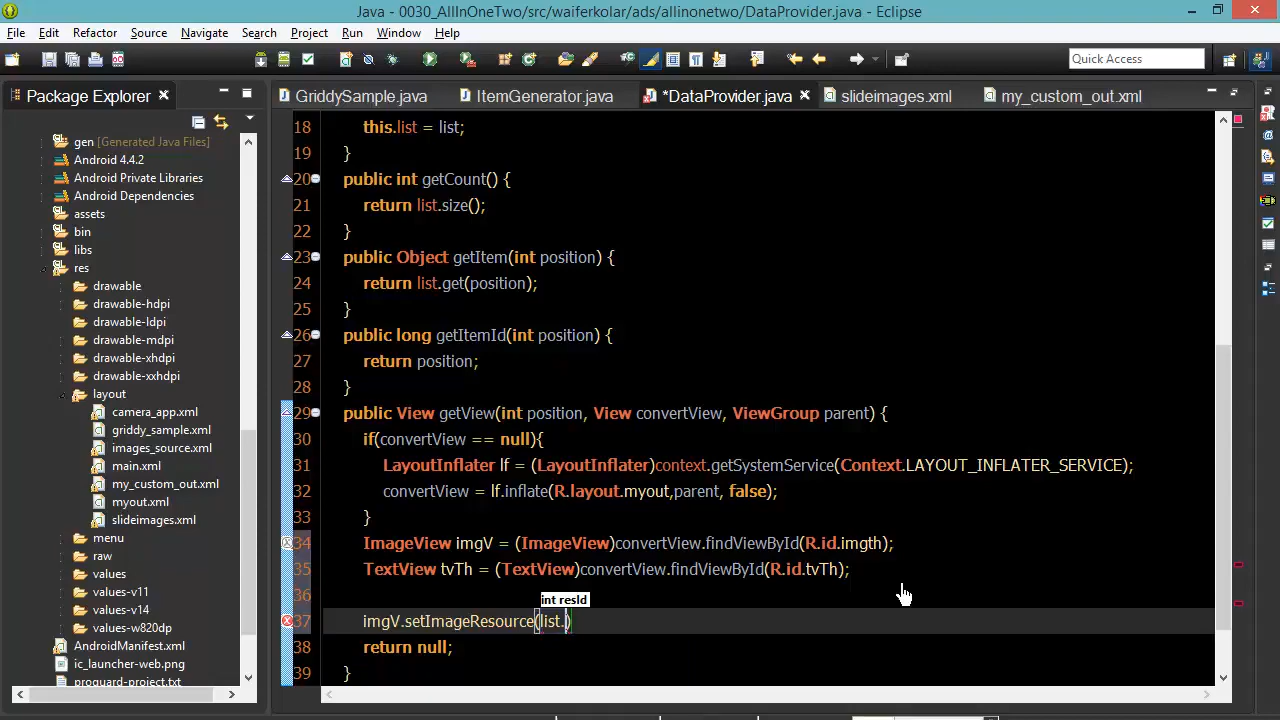 Java - 0030_AllInOneTwo/src/waiferkolar/ads/allinonetwo/DataProvider.java - Eclipse
File Edit Refactor Source Navigate Search Project Run Window Help
Quick Access
Package Explorer
GriddySample.java
ItemGenerator.java
*DataProvider.java
slideimages.xml
my_custom_out.xml
gen [Generated Java Files]
Android 4.4.2
Android Private Libraries
Android Dependencies
assets
bin
libs
res
drawable
drawable-hdpi
drawable-ldpi
drawable-mdpi
drawable-xhdpi
drawable-xxhdpi
layout
camera_app.xml
griddy_sample.xml
images_source.xml
main.xml
my_custom_out.xml
myout.xml
slideimages.xml
menu
raw
values
values-v11
values-v14
values-w820dp
AndroidManifest.xml
ic_launcher-web.png
proguard-project.txt
18 this.list = list;
19 }
20 public int getCount() {
21 return list.size();
22 }
23 public Object getItem(int position) {
24 return list.get(position);
25 }
26 public long getItemId(int position) {
27 return position;
28 }
29 public View getView(int position, View convertView, ViewGroup parent) {
30 if(convertView == null){
31 LayoutInflater lf = (LayoutInflater)context.getSystemService(Context.LAYOUT_INFLATER_SERVICE);
32 convertView = lf.inflate(R.layout.myout,parent, false);
33 }
34 ImageView imgV = (ImageView)convertView.findViewById(R.id.imgth);
35 TextView tvTh = (TextView)convertView.findViewById(R.id.tvTh);
36
int resId
37 imgV.setImageResource(list.)
38 return null;
39 }